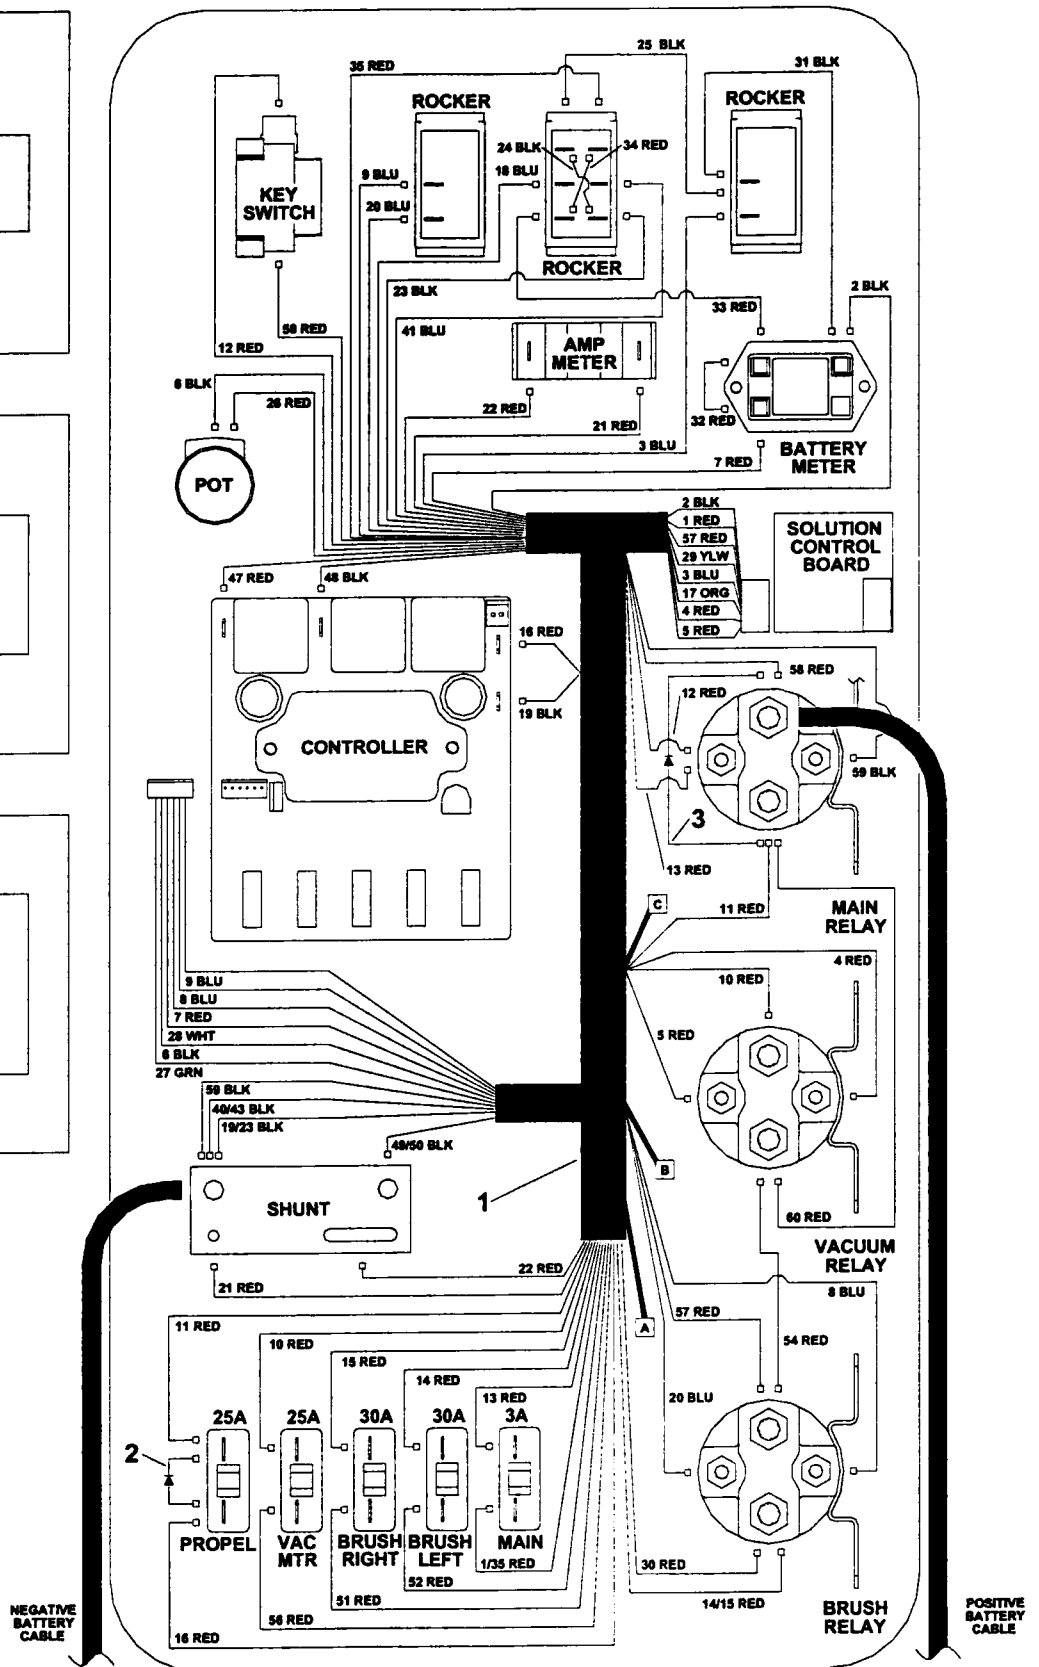 25 BLK
35 RED
31 BLK
ROCKER
ROCKER
24 BLK
34 RED
9 BLU
18 BLU
KEY
SWITCH
20 BLU
ROCKER
23 BLK
2 BLK
33 RED
41 BLU
58 RED
12 RED
AMP
METER
6 BLK
26 RED
22 RED
32 RED
21 RED
3 BLU
BATTERY
METER
7 RED
POT
2 BLK
1 RED
57 RED
29 YLW
3 BLU
17 ORG
4 RED
5 RED
SOLUTION
CONTROL
BOARD
47 RED
48 BLK
16 RED
19 BLK
58 RED
12 RED
CONTROLLER
59 BLK
3
13 RED
C
11 RED
MAIN
RELAY
4 RED
10 RED
5 RED
9 BLU
8 BLU
7 RED
28 WHT
6 BLK
27 GRN
59 BLK
40/43 BLK
19/23 BLK
49/50 BLK
B
1
SHUNT
60 RED
VACUUM
RELAY
22 RED
21 RED
8 BLU
57 RED
A
54 RED
11 RED
10 RED
15 RED
14 RED
13 RED
20 BLU
25A
25A
30A
30A
3A
2
PROPEL
VAC
MTR
BRUSH
RIGHT
BRUSH
LEFT
MAIN
1/35 RED
30 RED
52 RED
51 RED
14/15 RED
56 RED
16 RED
BRUSH
RELAY
NEGATIVE
BATTERY
CABLE
POSITIVE
BATTERY
CABLE